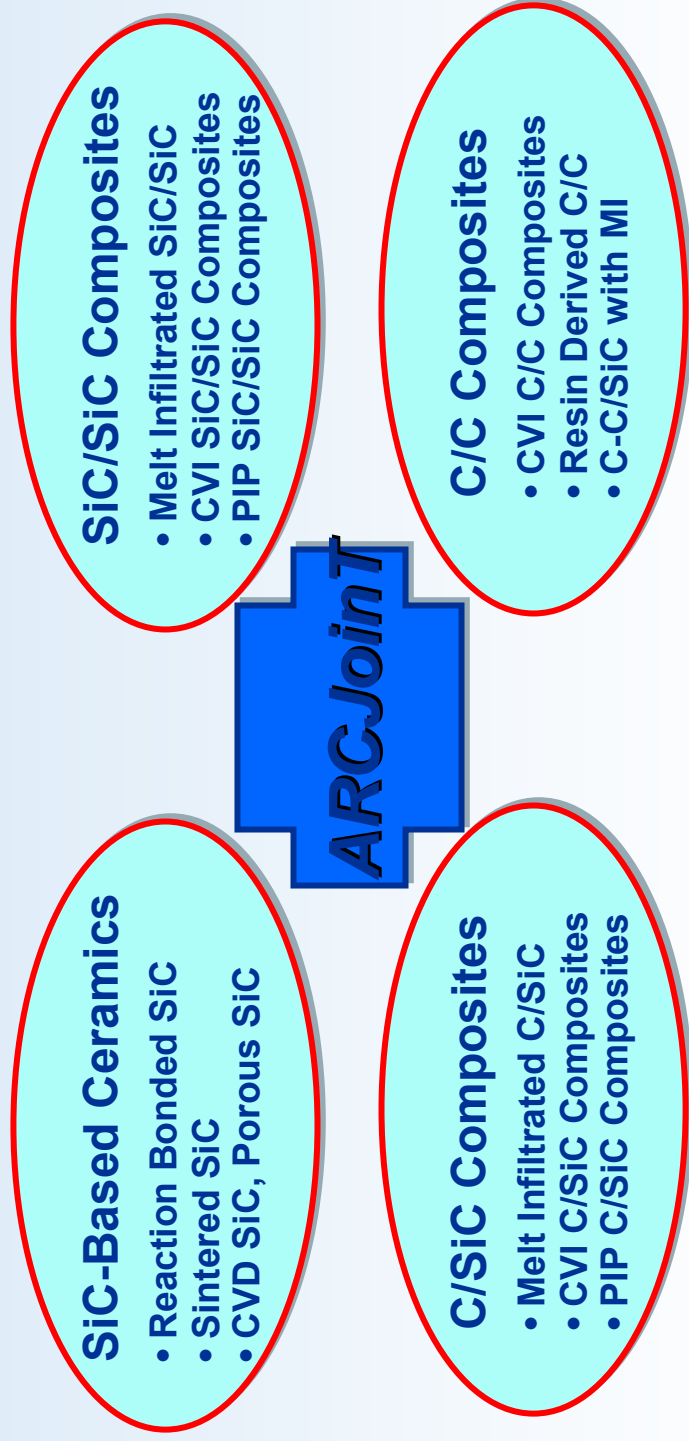 SiC-Based Ceramics
• Reaction Bonded SiC
• Sintered SiC
• CVD SiC, Porous SiC
SiC/SiC Composites
• Melt Infiltrated SiC/SiC
• CVI SiC/SiC Composites
• PIP SiC/SiC Composites
ARCJoinT
C/SiC Composites
• Melt Infiltrated C/SiC
• CVI C/SiC Composites
• PIP C/SiC Composites
C/C Composites
• CVI C/C Composites
• Resin Derived C/C
• C-C/SiC with MI